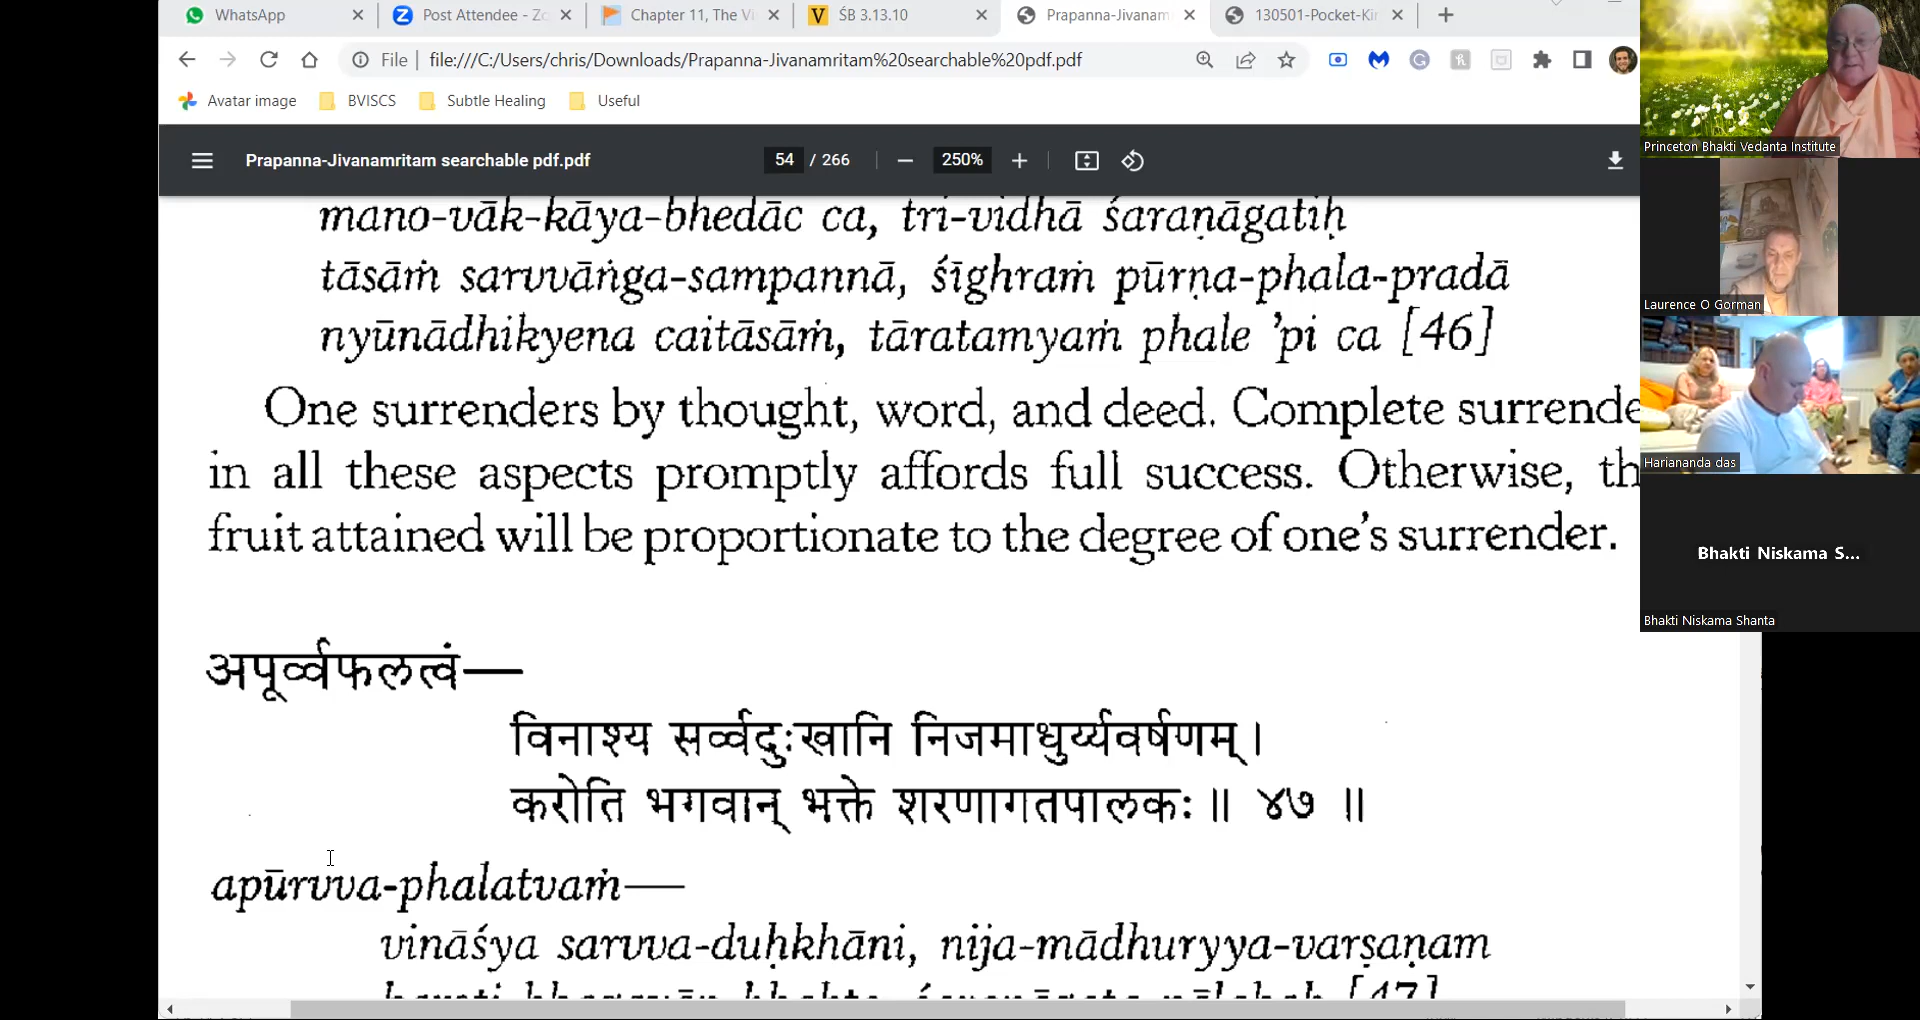 WhatsApp
Post Attendee - Zo
Chapter 11, The Vi
V ŚB 3.13.10
Prapanna-Jivanam
130501-Pocket-Kir
File file:///C:/Users/chris/Downloads/Prapanna-Jivanamritam%20searchable%20pdf.pdf
Avatar image BVISCS Subtle Healing Useful
Prapanna-Jivanamritam searchable pdf.pdf 54 / 266 250%
mano-vāk-kāya-bhedāc ca, tri-vidhā śaraṇāgatiḥ
tāsāṁ sarvvāṅga-sampannā, śīghraṁ pūrṇa-phala-pradā
nyūnādhikyena caitāsāṁ, tāratamyaṁ phale 'pi ca [46]
One surrenders by thought, word, and deed. Complete surrende
in all these aspects promptly affords full success. Otherwise, th
fruit attained will be proportionate to the degree of one's surrender.
अपूर्व्वफलत्वं—
विनाश्य सर्व्वदुःखानि निजमाधुर्य्यवर्षणम्।
करोति भगवान् भक्ते शरणागतपालकः॥ ४७ ॥
apūrvva-phalatvaṁ—
vināśya sarvva-duḥkhāni, nija-mādhuryya-varṣaṇam
Princeton Bhakti Vedanta Institute
Laurence O Gorman
Hariananda das
Bhakti Niskama S...
Bhakti Niskama Shanta